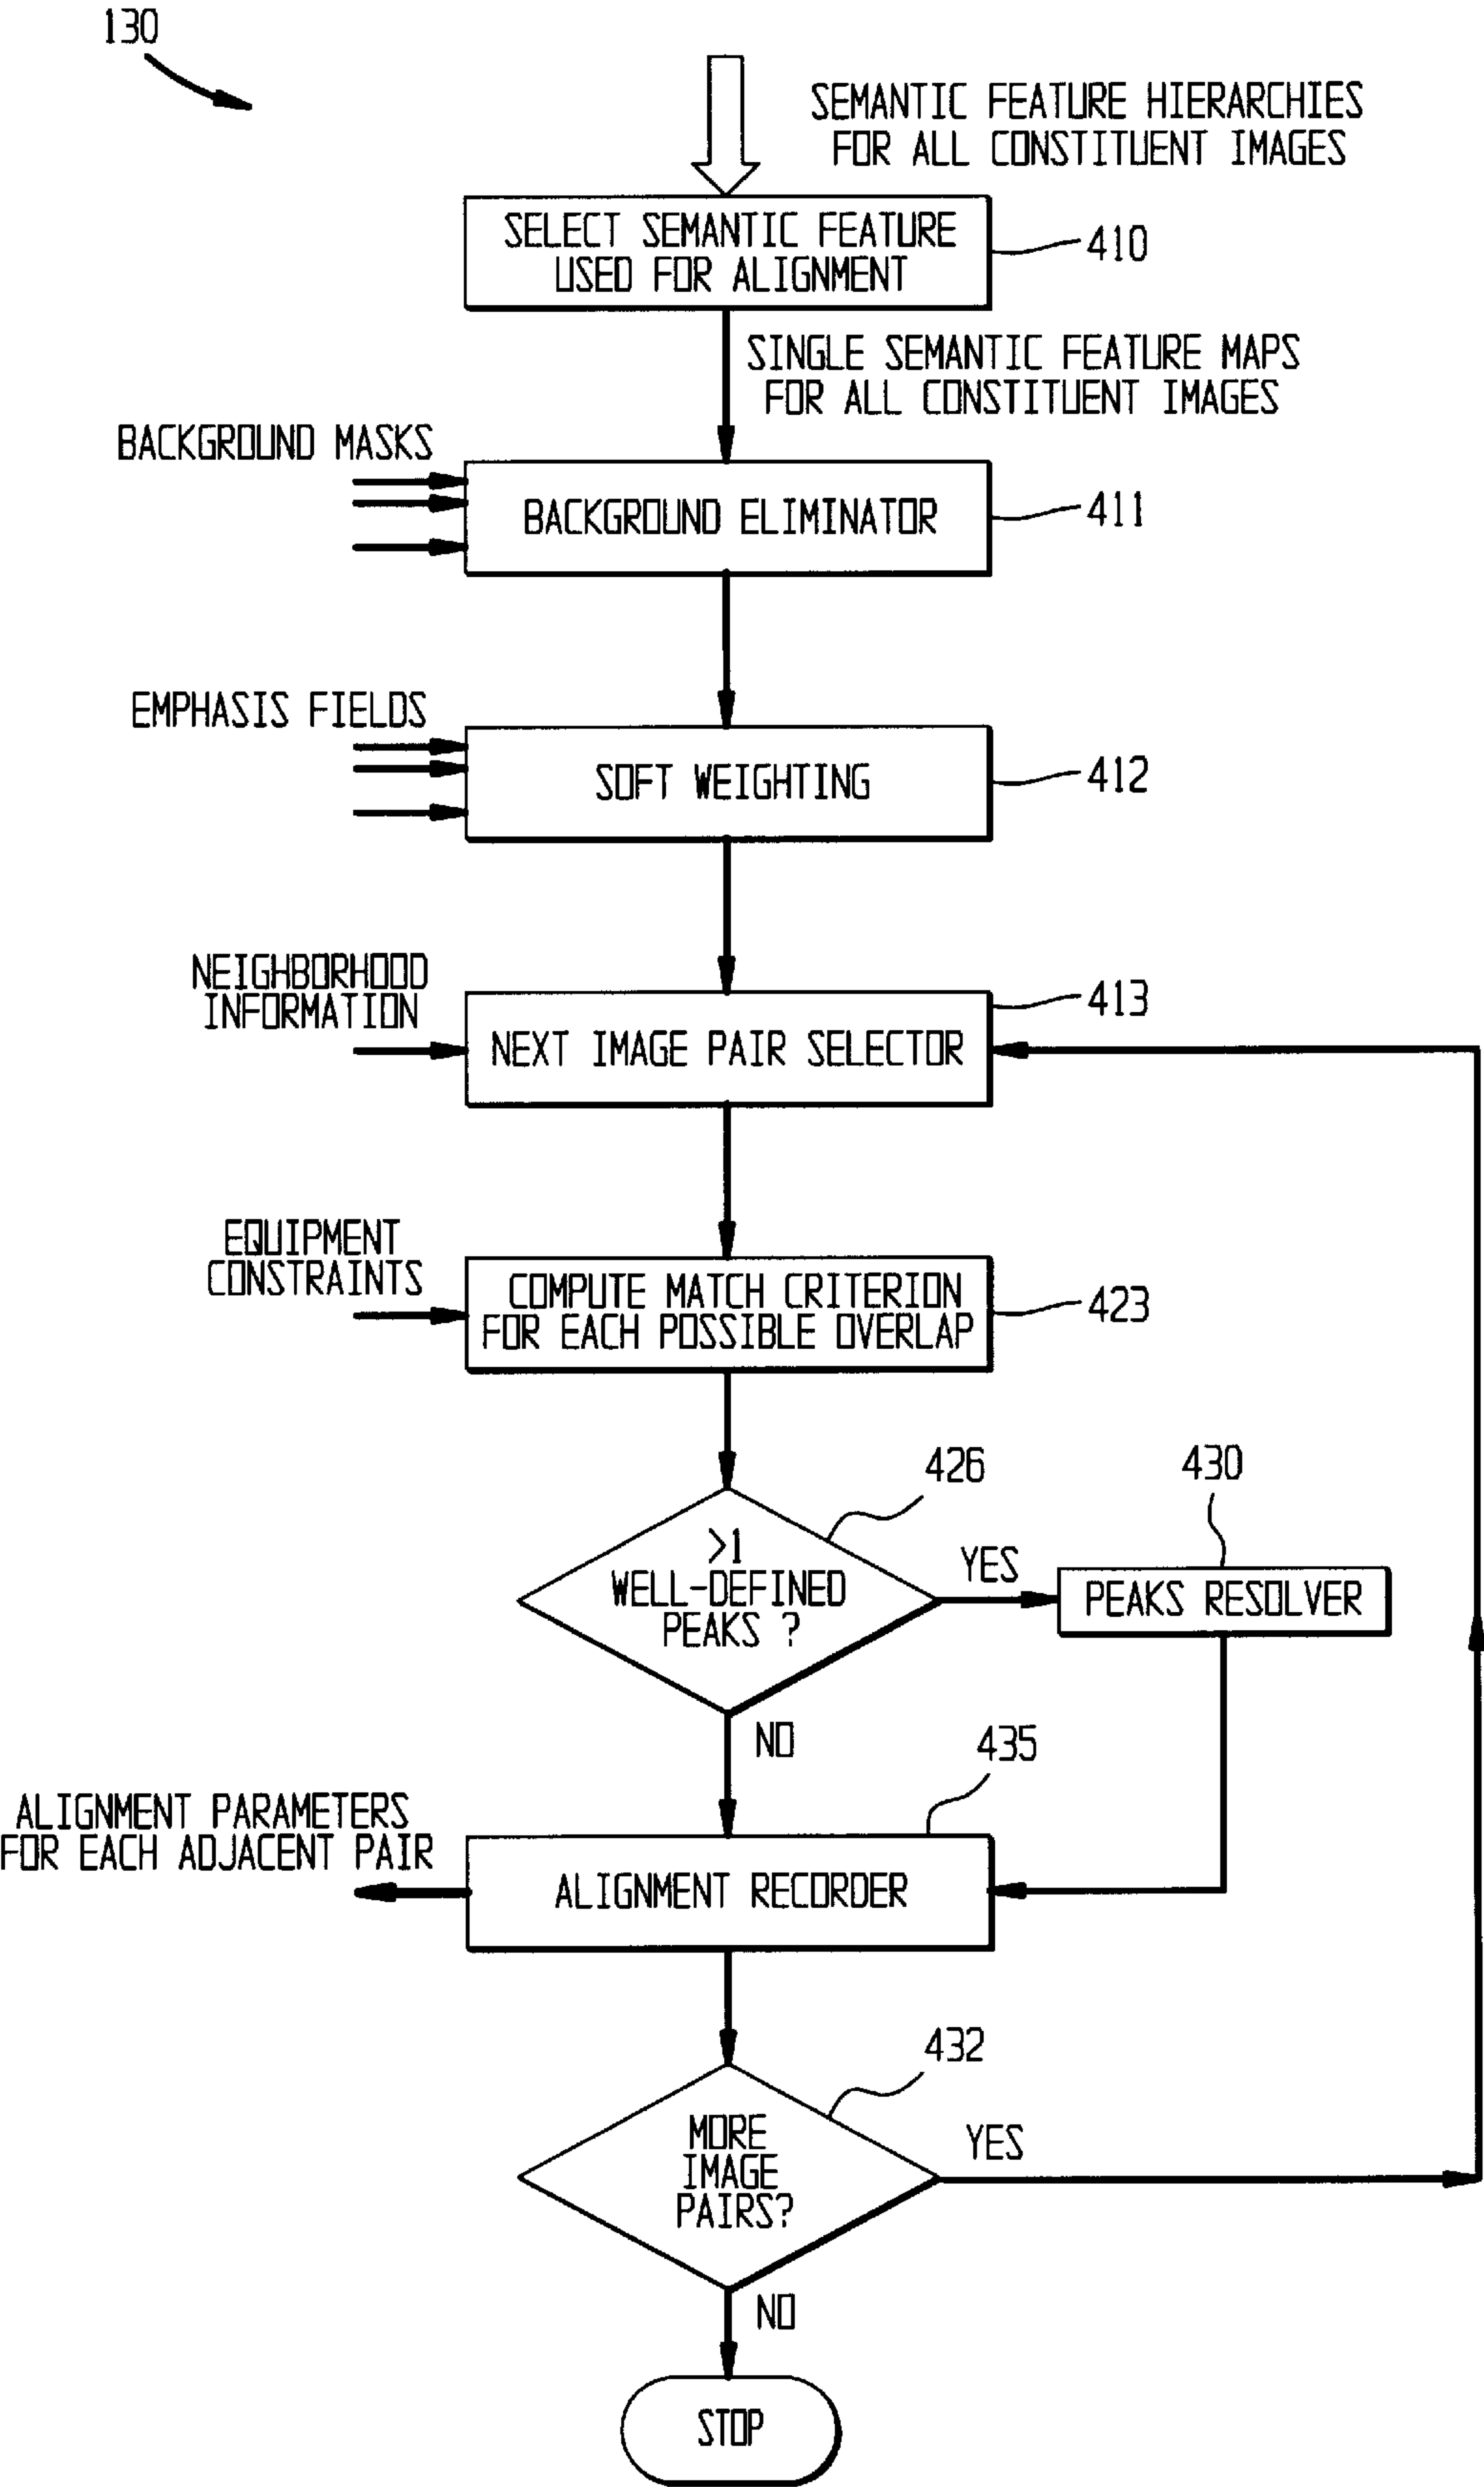 130
SEMANTIC FEATURE HIERARCHIES
FOR ALL CONSTITUENT IMAGES
SELECT SEMANTIC FEATURE
USED FOR ALIGNMENT
410
SINGLE SEMANTIC FEATURE MAPS
FOR ALL CONSTITUENT IMAGES
BACKGROUND MASKS
BACKGROUND ELIMINATOR
411
EMPHASIS FIELDS
SOFT WEIGHTING
412
NEIGHBORHOOD
INFORMATION
NEXT IMAGE PAIR SELECTOR
413
EQUIPMENT
CONSTRAINTS
COMPUTE MATCH CRITERION
FOR EACH POSSIBLE OVERLAP
423
426
>1
WELL-DEFINED
PEAKS ?
YES
430
PEAKS RESOLVER
NO
435
ALIGNMENT PARAMETERS
FOR EACH ADJACENT PAIR
ALIGNMENT RECORDER
432
MORE
IMAGE
PAIRS?
YES
NO
STOP